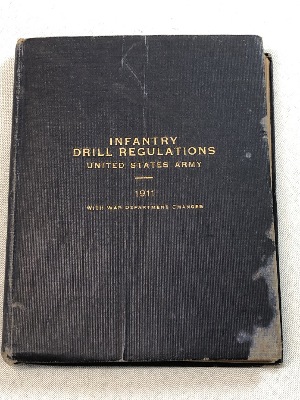 INFANTRY
DRILL REGULATIONS
UNITED STATES ARMY
1911
WITH WAR DEPARTMENT CHANGES